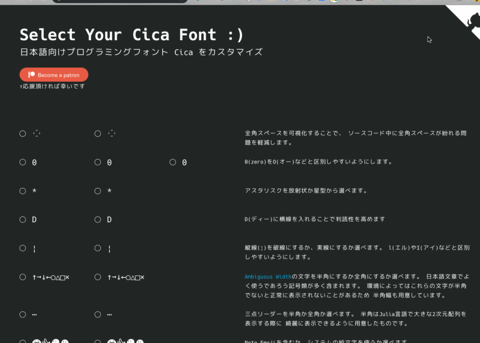 Select Your Cica Font :)
日本語向けプログラミングフォント Cica をカスタマイズ
Become a patron
↑応援頂ければ幸いです
全角スペースを可視化することで、 ソースコード中に全角スペースが紛れる問
題を軽減します。
0 0 0
0(zero)をO(オー)などと区別しやすいようにします。
* *
アスタリスクを放射状か星型から選べます。
D D
D(ディー)に横線を入れることで判読性を高めます
¦ ¦
縦線(|)を破線にするか、実線にするか選べます。 l(エル)やI(アイ)などと区別
しやすいようにします。
↑→↓←○△□× ↑→↓←○△□×
Ambiguous Widthの文字を半角にするか全角にするか選べます。 日本語文章でよ
く使うであろう記号類が多く含まれます。 環境によってはこれらの文字が半角
でないと正常に表示されないことがあるため 半角幅も用意しています。
… …
三点リーダーを半角か全角か選べます。 半角はJulia言語で大きな2次元配列を
表示する際に 綺麗に表示できるように用意したものです。